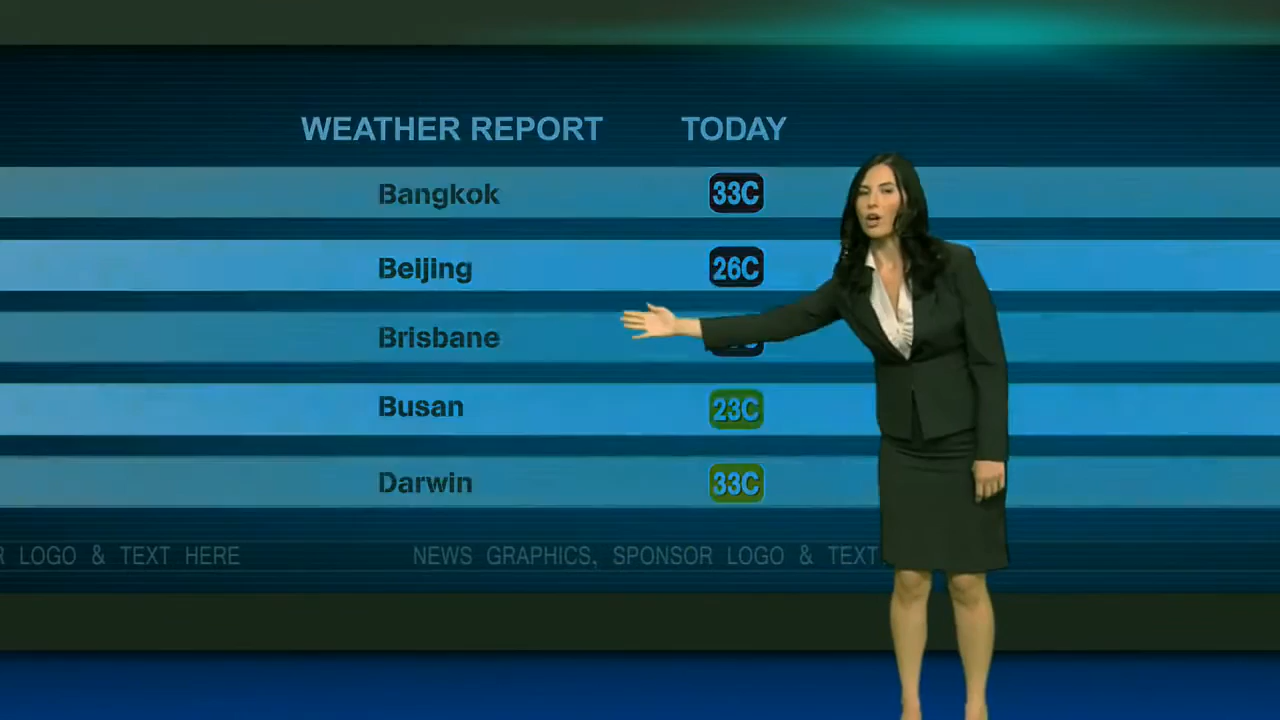 WEATHER REPORT TODAY
Bangkok 33C
Beijing 26C
Brisbane
Busan 23C
Darwin 33C
LOGO & TEXT HERE NEWS GRAPHICS, SPONSOR LOGO & TEXT